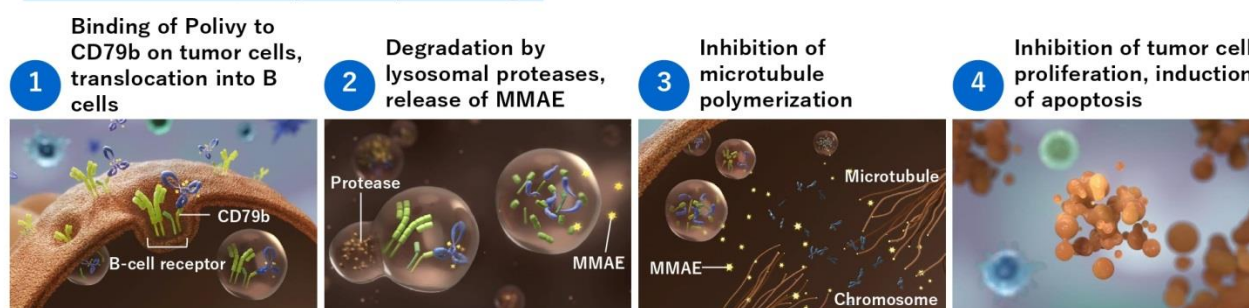 1
Binding of Polivy to
CD79b on tumor cells,
translocation into B
cells
2
Degradation by
lysosomal proteases,
release of MMAE
3
Inhibition of
microtubule
polymerization
4
Inhibition of tumor cell
proliferation, induction
of apoptosis
CD79b
B-cell receptor
Protease
MMAE
Microtubule
MMAE
Chromosome